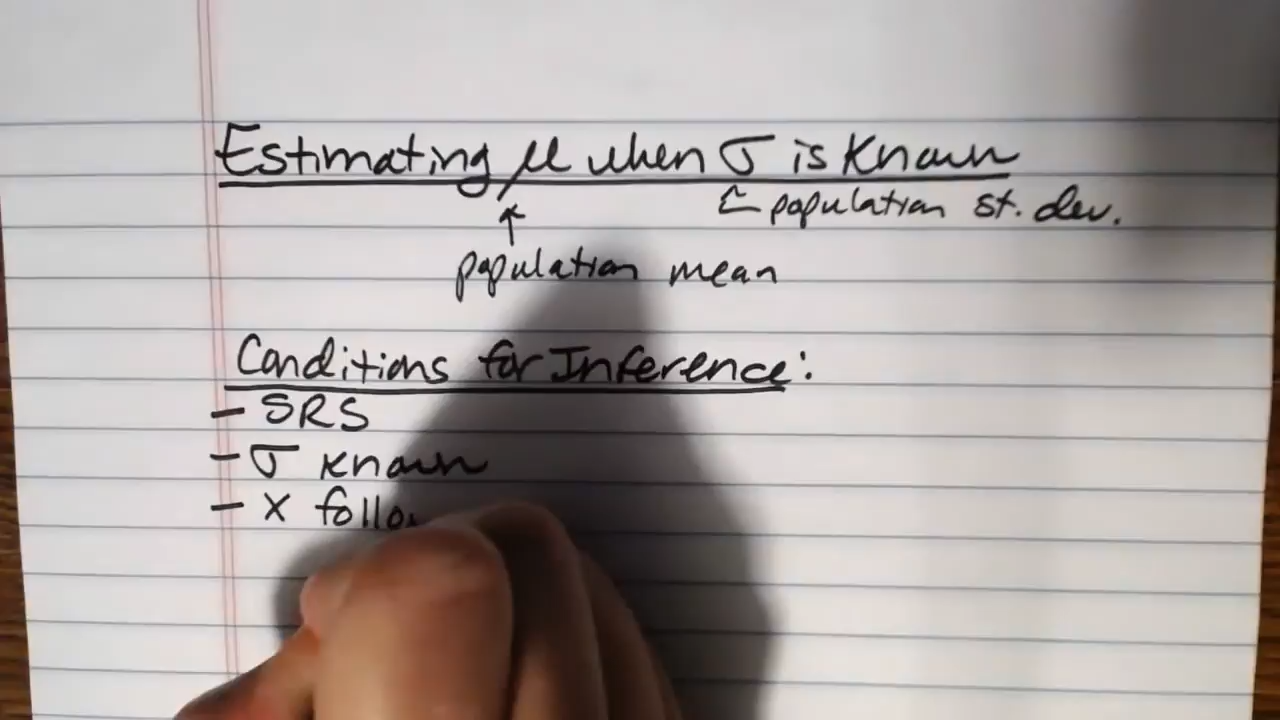 Estimating μ when σ is known
population st. dev.
population mean
Conditions for Inference:
- SRS
- σ known
- x follo